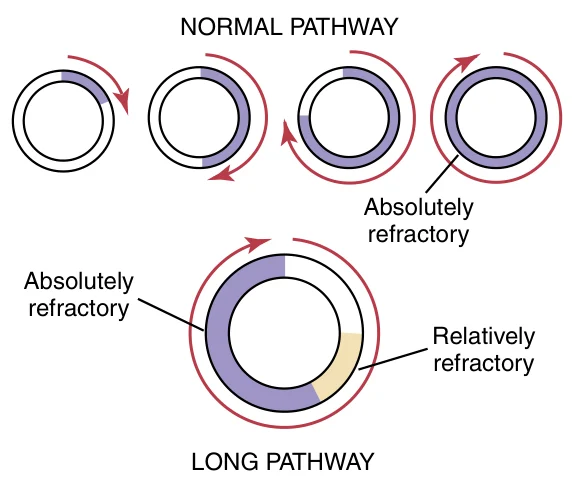 NORMAL PATHWAY
Absolutely
refractory
Absolutely
refractory
Relatively
refractory
LONG PATHWAY